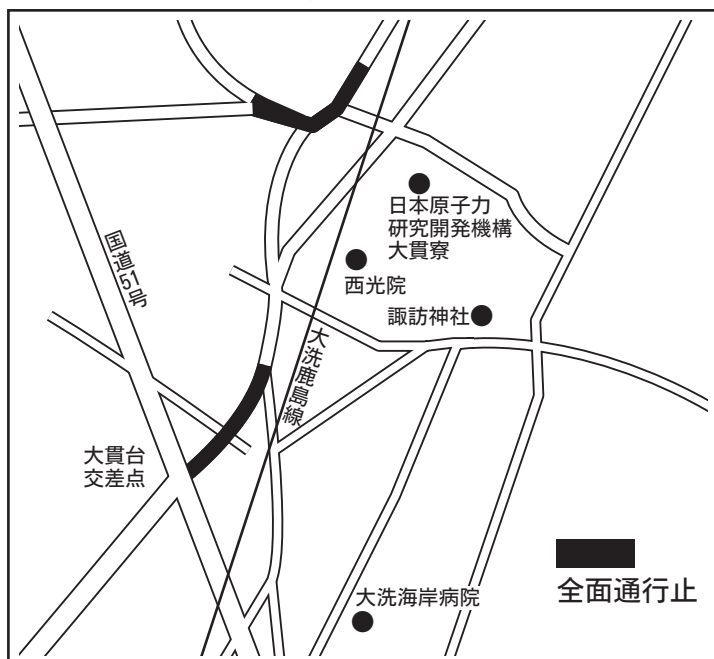 日本原子力
研究開発機構
大貫寮
西光院
諏訪神社
国道51号
大洗鹿島線
大貫台
交差点
大洗海岸病院
全面通行止